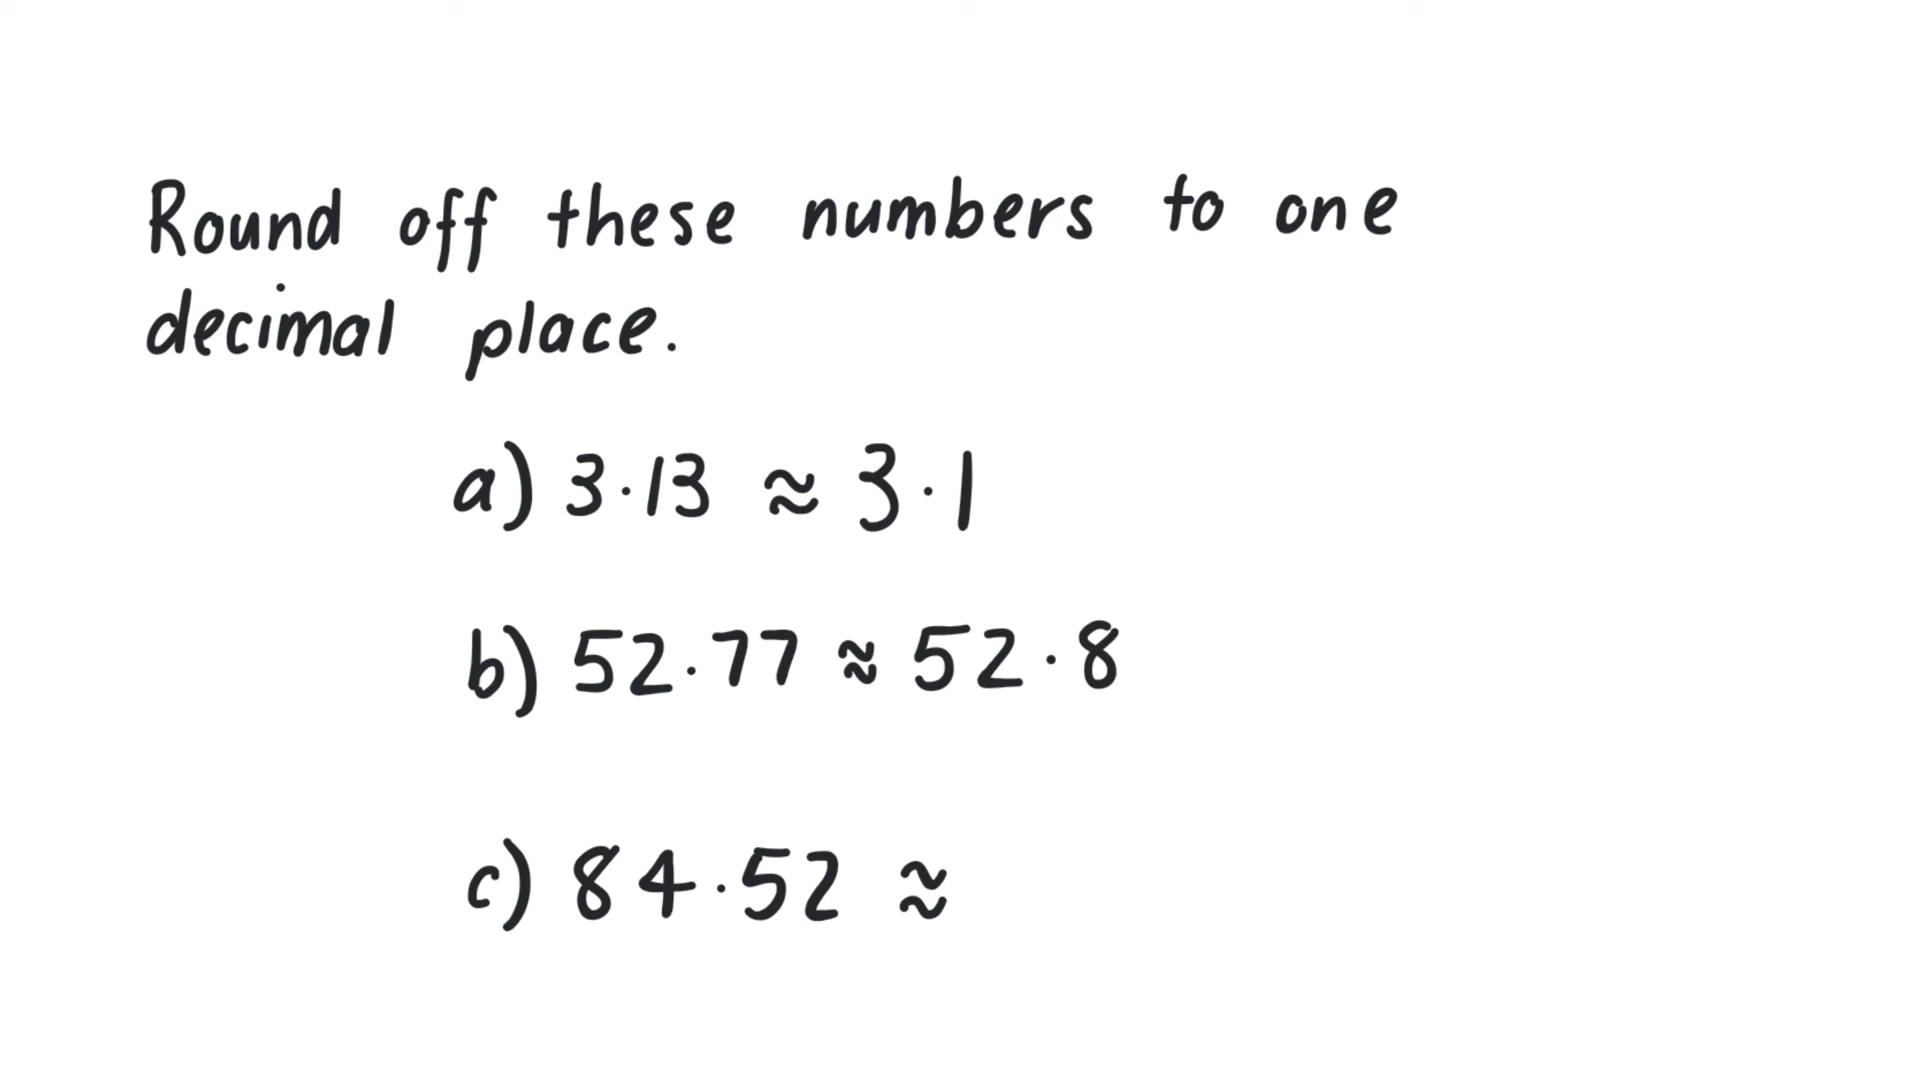 Round off these numbers to one
decimal place.
a) 3·13 ≈ 3·1
b) 52·77 ≈ 52·8
c) 84·52 ≈